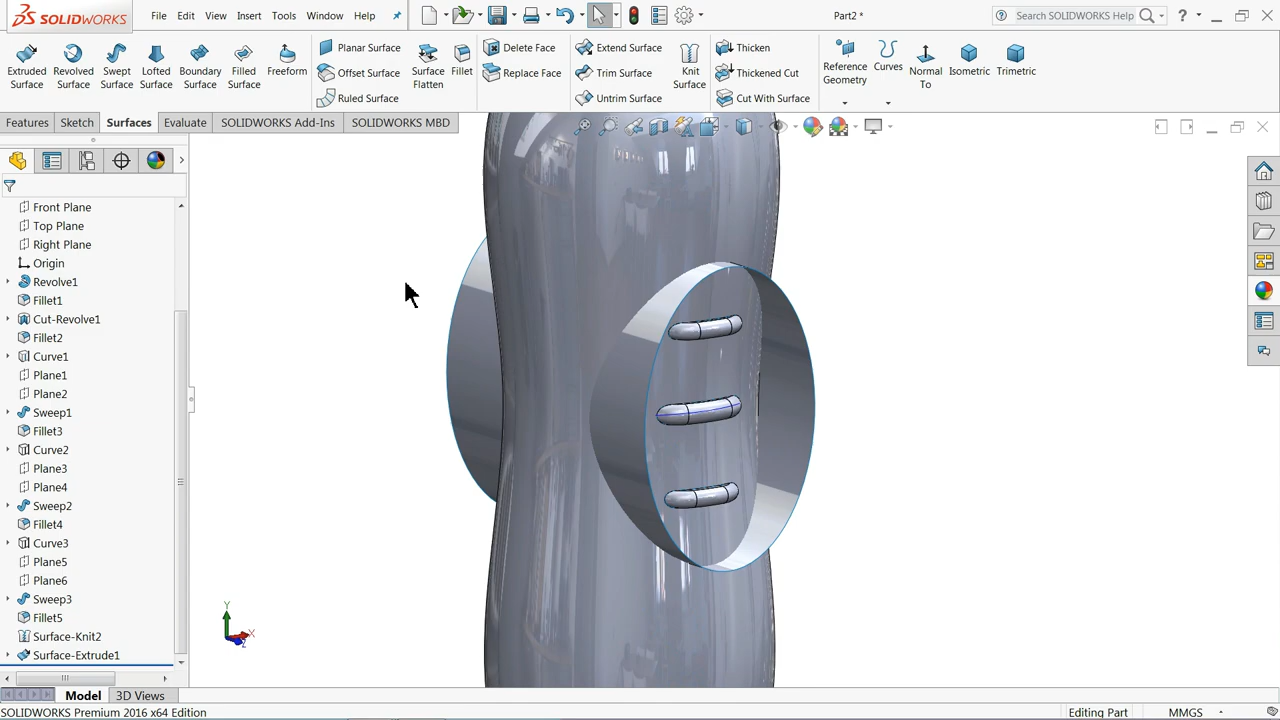 SOLIDWORKS
File Edit View Insert Tools Window Help
Part2 *
Search SOLIDWORKS Help
?
Extruded Surface
Revolved Surface
Swept Surface
Lofted Surface
Boundary Surface
Filled Surface
Freeform
Planar Surface
Offset Surface
Ruled Surface
Surface Flatten
Fillet
Delete Face
Replace Face
Extend Surface
Trim Surface
Untrim Surface
Knit Surface
Thicken
Thickened Cut
Cut With Surface
Reference Geometry
Curves
Normal To
Isometric
Trimetric
Features Sketch Surfaces Evaluate SOLIDWORKS Add-Ins SOLIDWORKS MBD
Front Plane
Top Plane
Right Plane
Origin
Revolve1
Fillet1
Cut-Revolve1
Fillet2
Curve1
Plane1
Plane2
Sweep1
Fillet3
Curve2
Plane3
Plane4
Sweep2
Fillet4
Curve3
Plane5
Plane6
Sweep3
Fillet5
Surface-Knit2
Surface-Extrude1
Y
X
Z
Model 3D Views
SOLIDWORKS Premium 2016 x64 Edition
Editing Part
MMGS